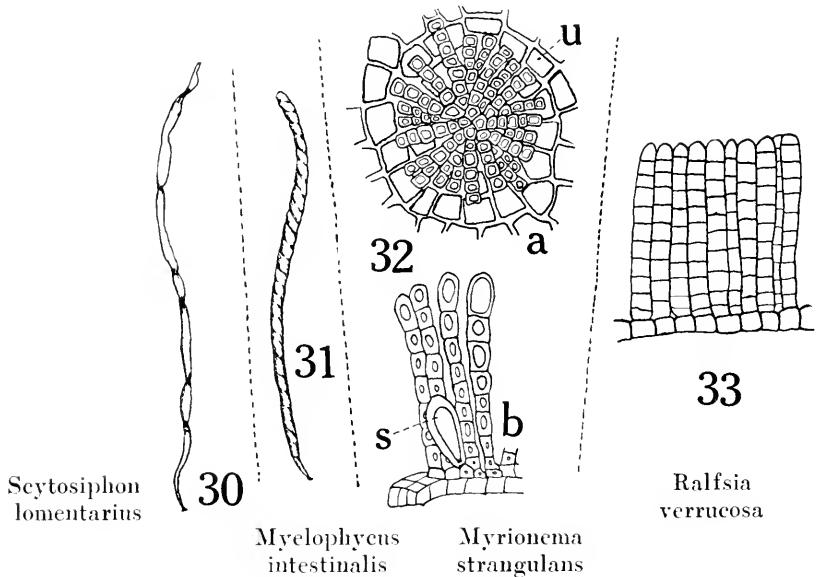 u
a
32
31
s
b
33
30
Scytosiphon
lomentarius
Myelophycus
intestinalis
Myrionema
strangulans
Ralfsia
verrucosa